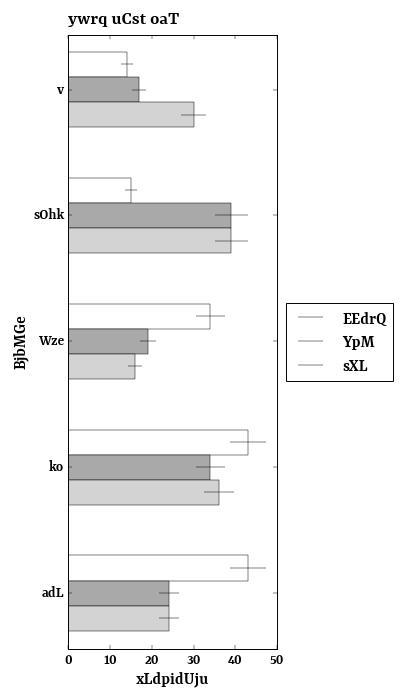 ywrq uCst oaT
v
sOhk
Wze
ko
adL
BjbMGe
0 10 20 30 40 50
xLdpidUju
EEdrQ
YpM
sXL